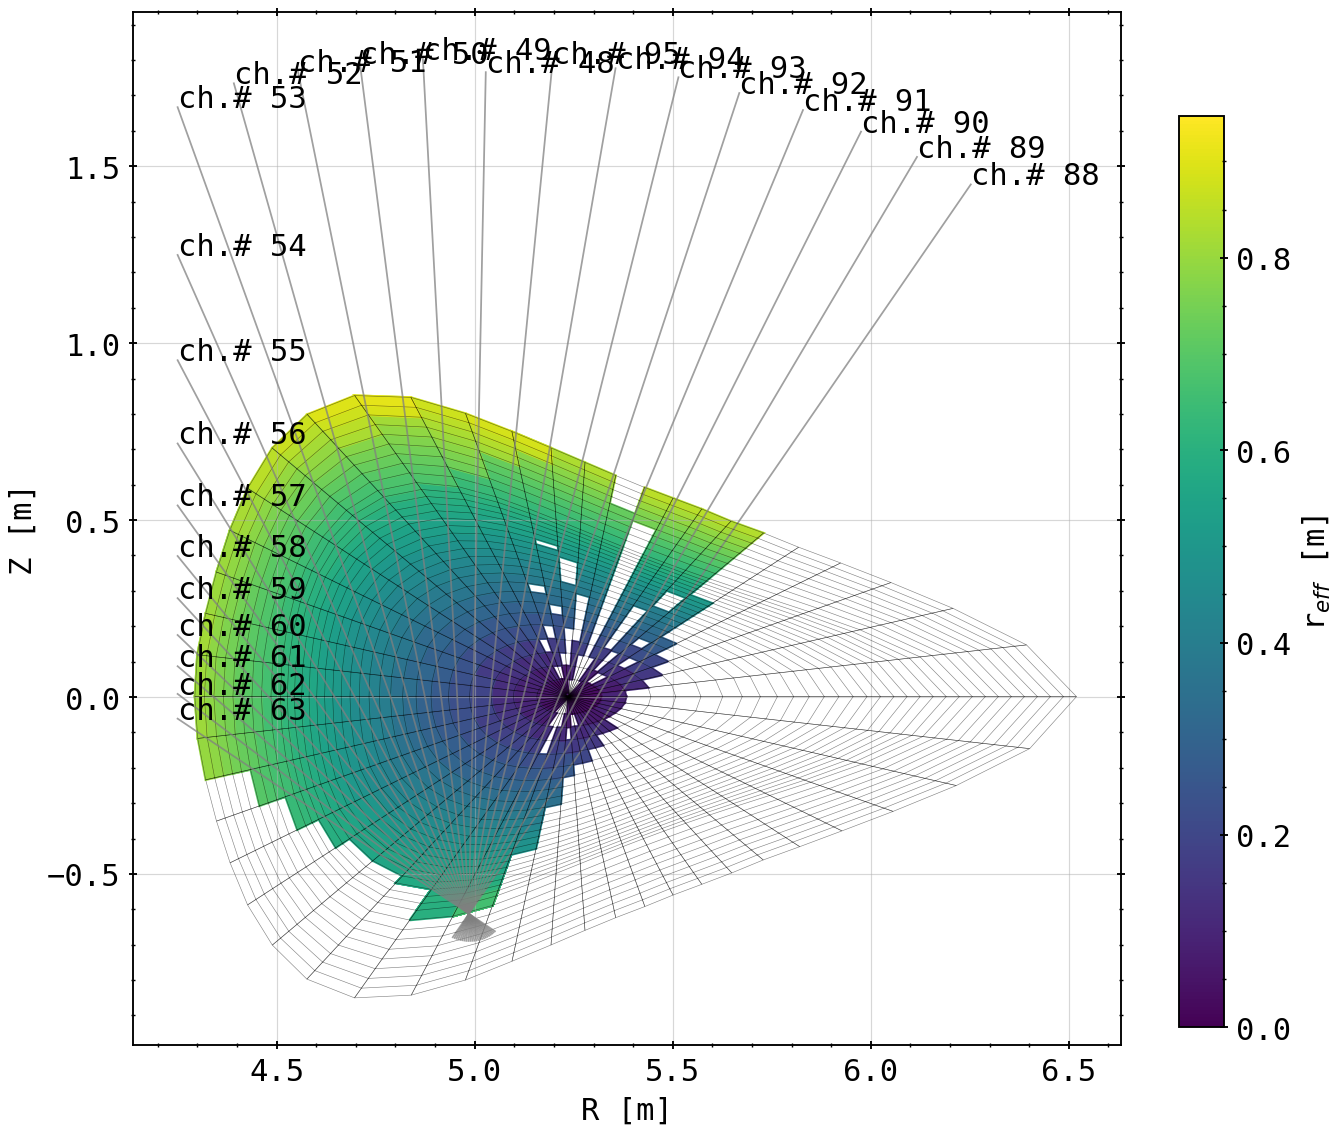 ch.# 49
ch.# 50
ch.# 51
ch.# 52
ch.# 53
ch.# 48
ch.# 95
ch.# 94
ch.# 93
ch.# 92
ch.# 91
ch.# 90
ch.# 89
ch.# 88
ch.# 54
ch.# 55
ch.# 56
ch.# 57
ch.# 58
ch.# 59
ch.# 60
ch.# 61
ch.# 62
ch.# 63
1.5
1.0
0.5
0.0
−0.5
Z [m]
4.5 5.0 5.5 6.0 6.5
R [m]
0.8
0.6
0.4
0.2
0.0
r_eff [m]